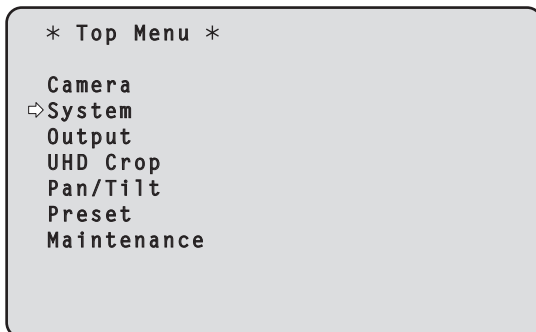 * Top Menu *
Camera
⇨System
Output
UHD Crop
Pan/Tilt
Preset
Maintenance